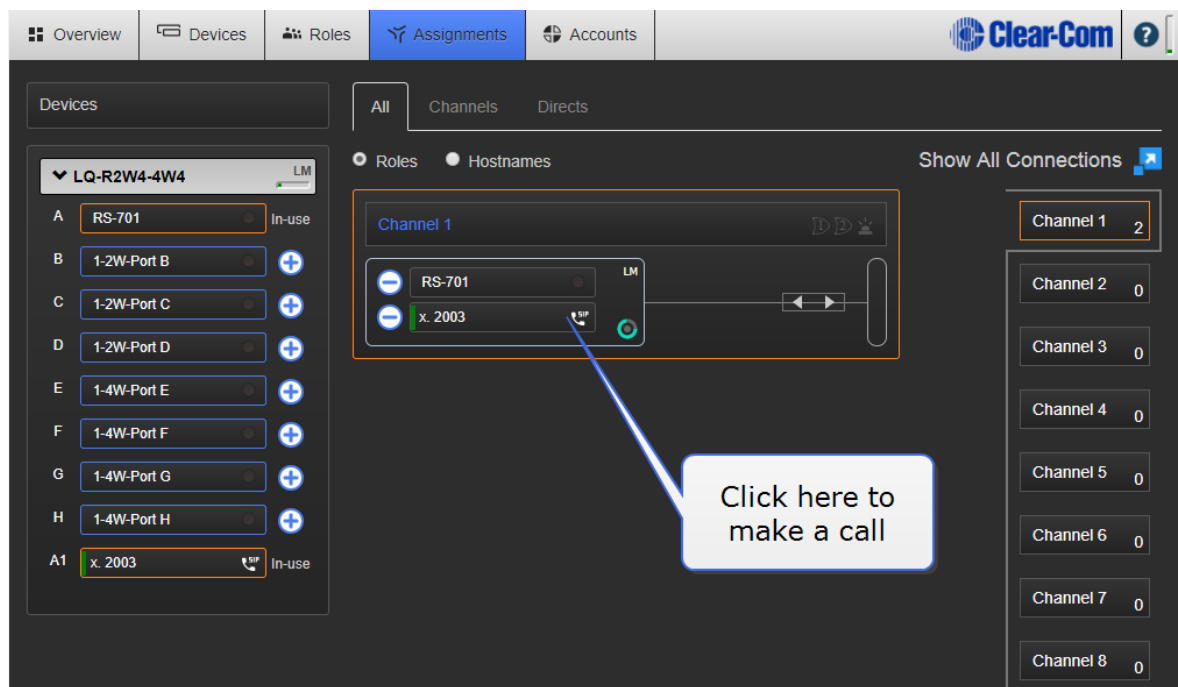 Overview
Devices
Roles
Assignments
Accounts
Clear-Com
?
Devices
All
Channels
Directs
LQ-R2W4-4W4
LM
A
RS-701
In-use
B
1-2W-Port B
C
1-2W-Port C
D
1-2W-Port D
E
1-4W-Port E
F
1-4W-Port F
G
1-4W-Port G
H
1-4W-Port H
A1
x. 2003
SIP
In-use
Roles
Hostnames
Show All Connections
Channel 1
1
2
RS-701
LM
x. 2003
SIP
Click here to
make a call
Channel 1
2
Channel 2
0
Channel 3
0
Channel 4
0
Channel 5
0
Channel 6
0
Channel 7
0
Channel 8
0